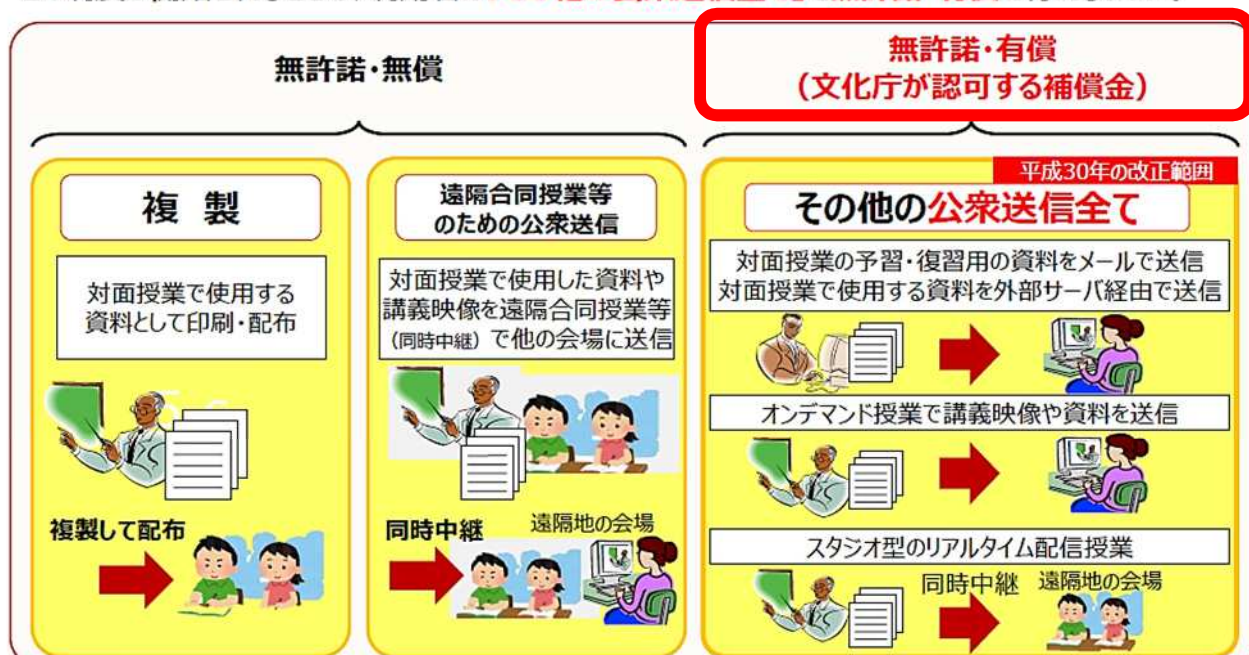 無許諾・無償
無許諾・有償
(文化庁が認可する補償金)
複 製
対面授業で使用する
資料として印刷・配布
複製して配布
遠隔合同授業等
のための公衆送信
対面授業で使用した資料や
講義映像を遠隔合同授業等
(同時中継)で他の会場に送信
同時中継
遠隔地の会場
平成30年の改正範囲
その他の公衆送信全て
対面授業の予習・復習用の資料をメールで送信
対面授業で使用する資料を外部サーバ経由で送信
オンデマンド授業で講義映像や資料を送信
スタジオ型のリアルタイム配信授業
同時中継
遠隔地の会場